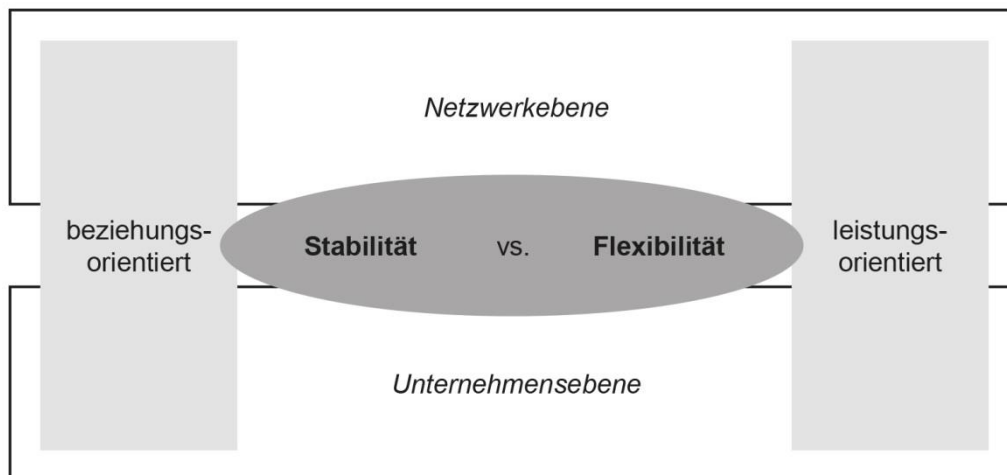 Netzwerkebene
beziehungs-
orientiert
Stabilität vs. Flexibilität
leistungs-
orientiert
Unternehmensebene